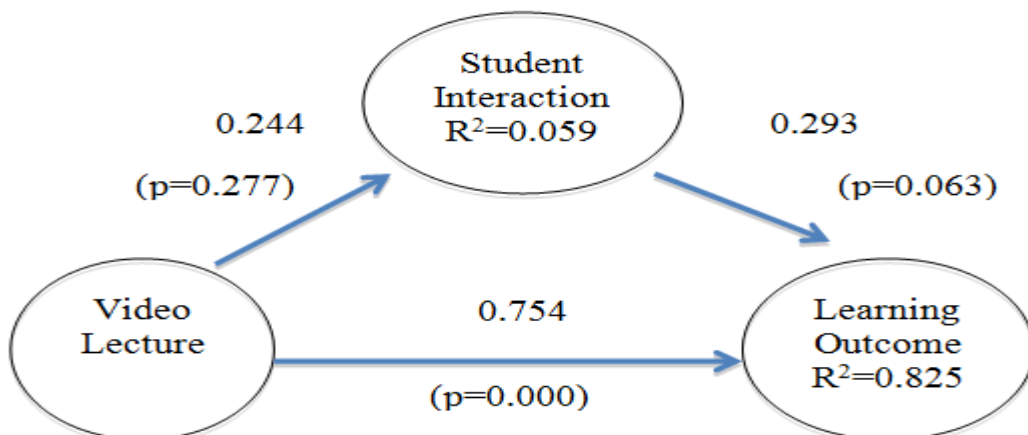 Student
Interaction
R²=0.059
0.244
(p=0.277)
0.293
(p=0.063)
Video
Lecture
0.754
(p=0.000)
Learning
Outcome
R²=0.825